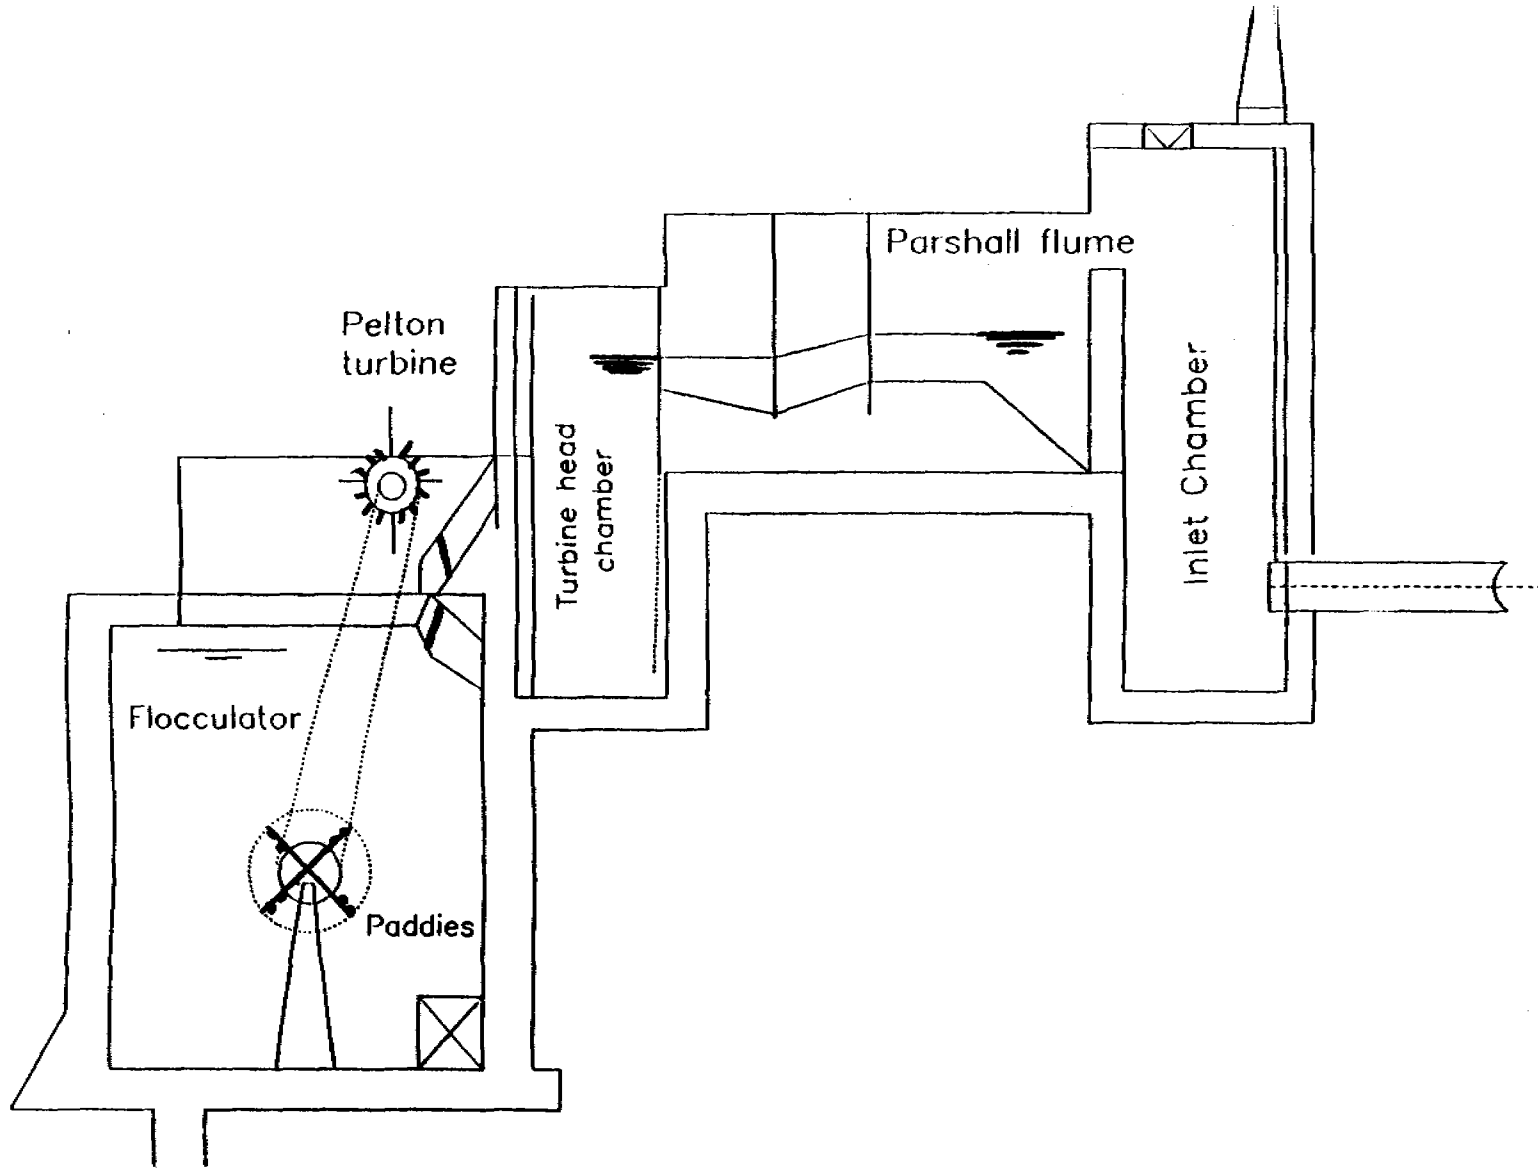 Parshall flume
Pelton
turbine
Turbine head
chamber
Inlet Chamber
Flocculator
Paddies